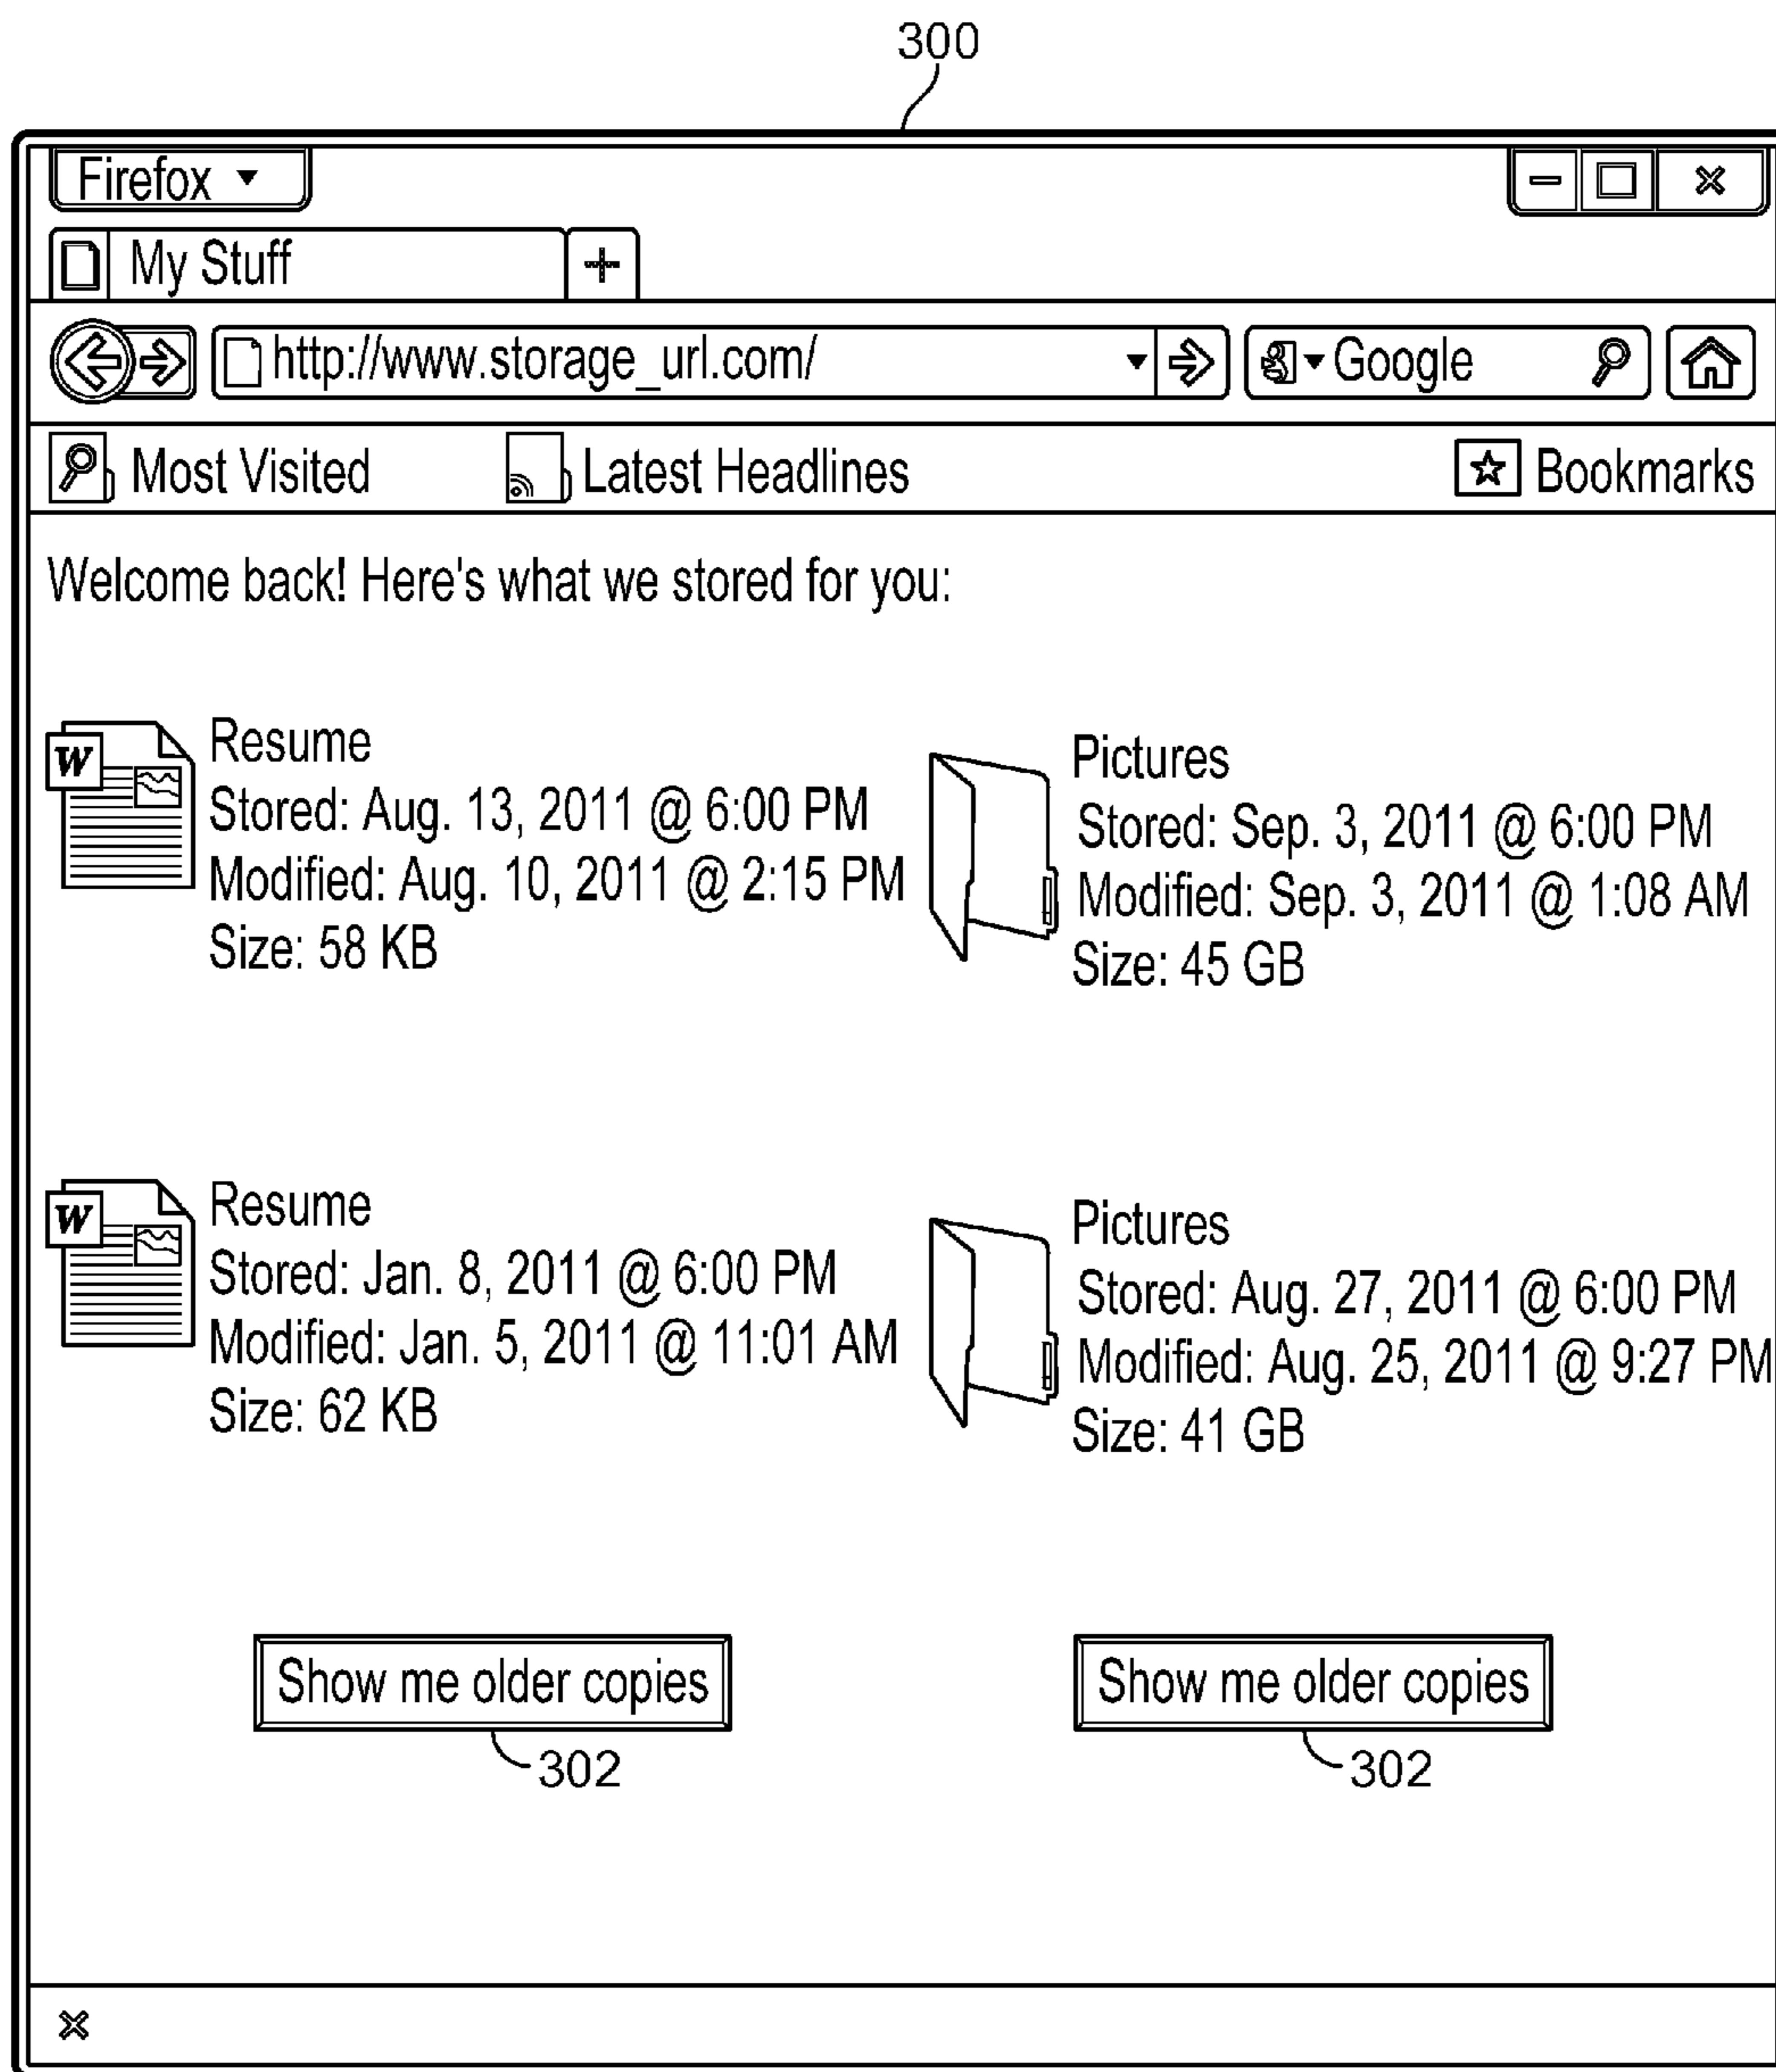 300
Firefox
My Stuff
http://www.storage_url.com/
Google
Most Visited
Latest Headlines
Bookmarks
Welcome back! Here's what we stored for you:
W
Resume
Stored: Aug. 13, 2011 @ 6:00 PM
Modified: Aug. 10, 2011 @ 2:15 PM
Size: 58 KB
Pictures
Stored: Sep. 3, 2011 @ 6:00 PM
Modified: Sep. 3, 2011 @ 1:08 AM
Size: 45 GB
W
Resume
Stored: Jan. 8, 2011 @ 6:00 PM
Modified: Jan. 5, 2011 @ 11:01 AM
Size: 62 KB
Pictures
Stored: Aug. 27, 2011 @ 6:00 PM
Modified: Aug. 25, 2011 @ 9:27 PM
Size: 41 GB
Show me older copies
302
Show me older copies
302